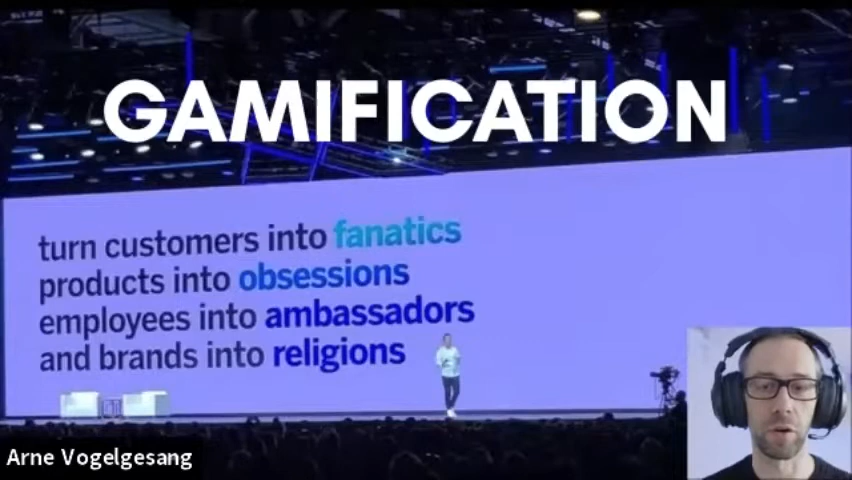 GAMIFICATION
turn customers into fanatics
products into obsessions
employees into ambassadors
and brands into religions
Arne Vogelgesang